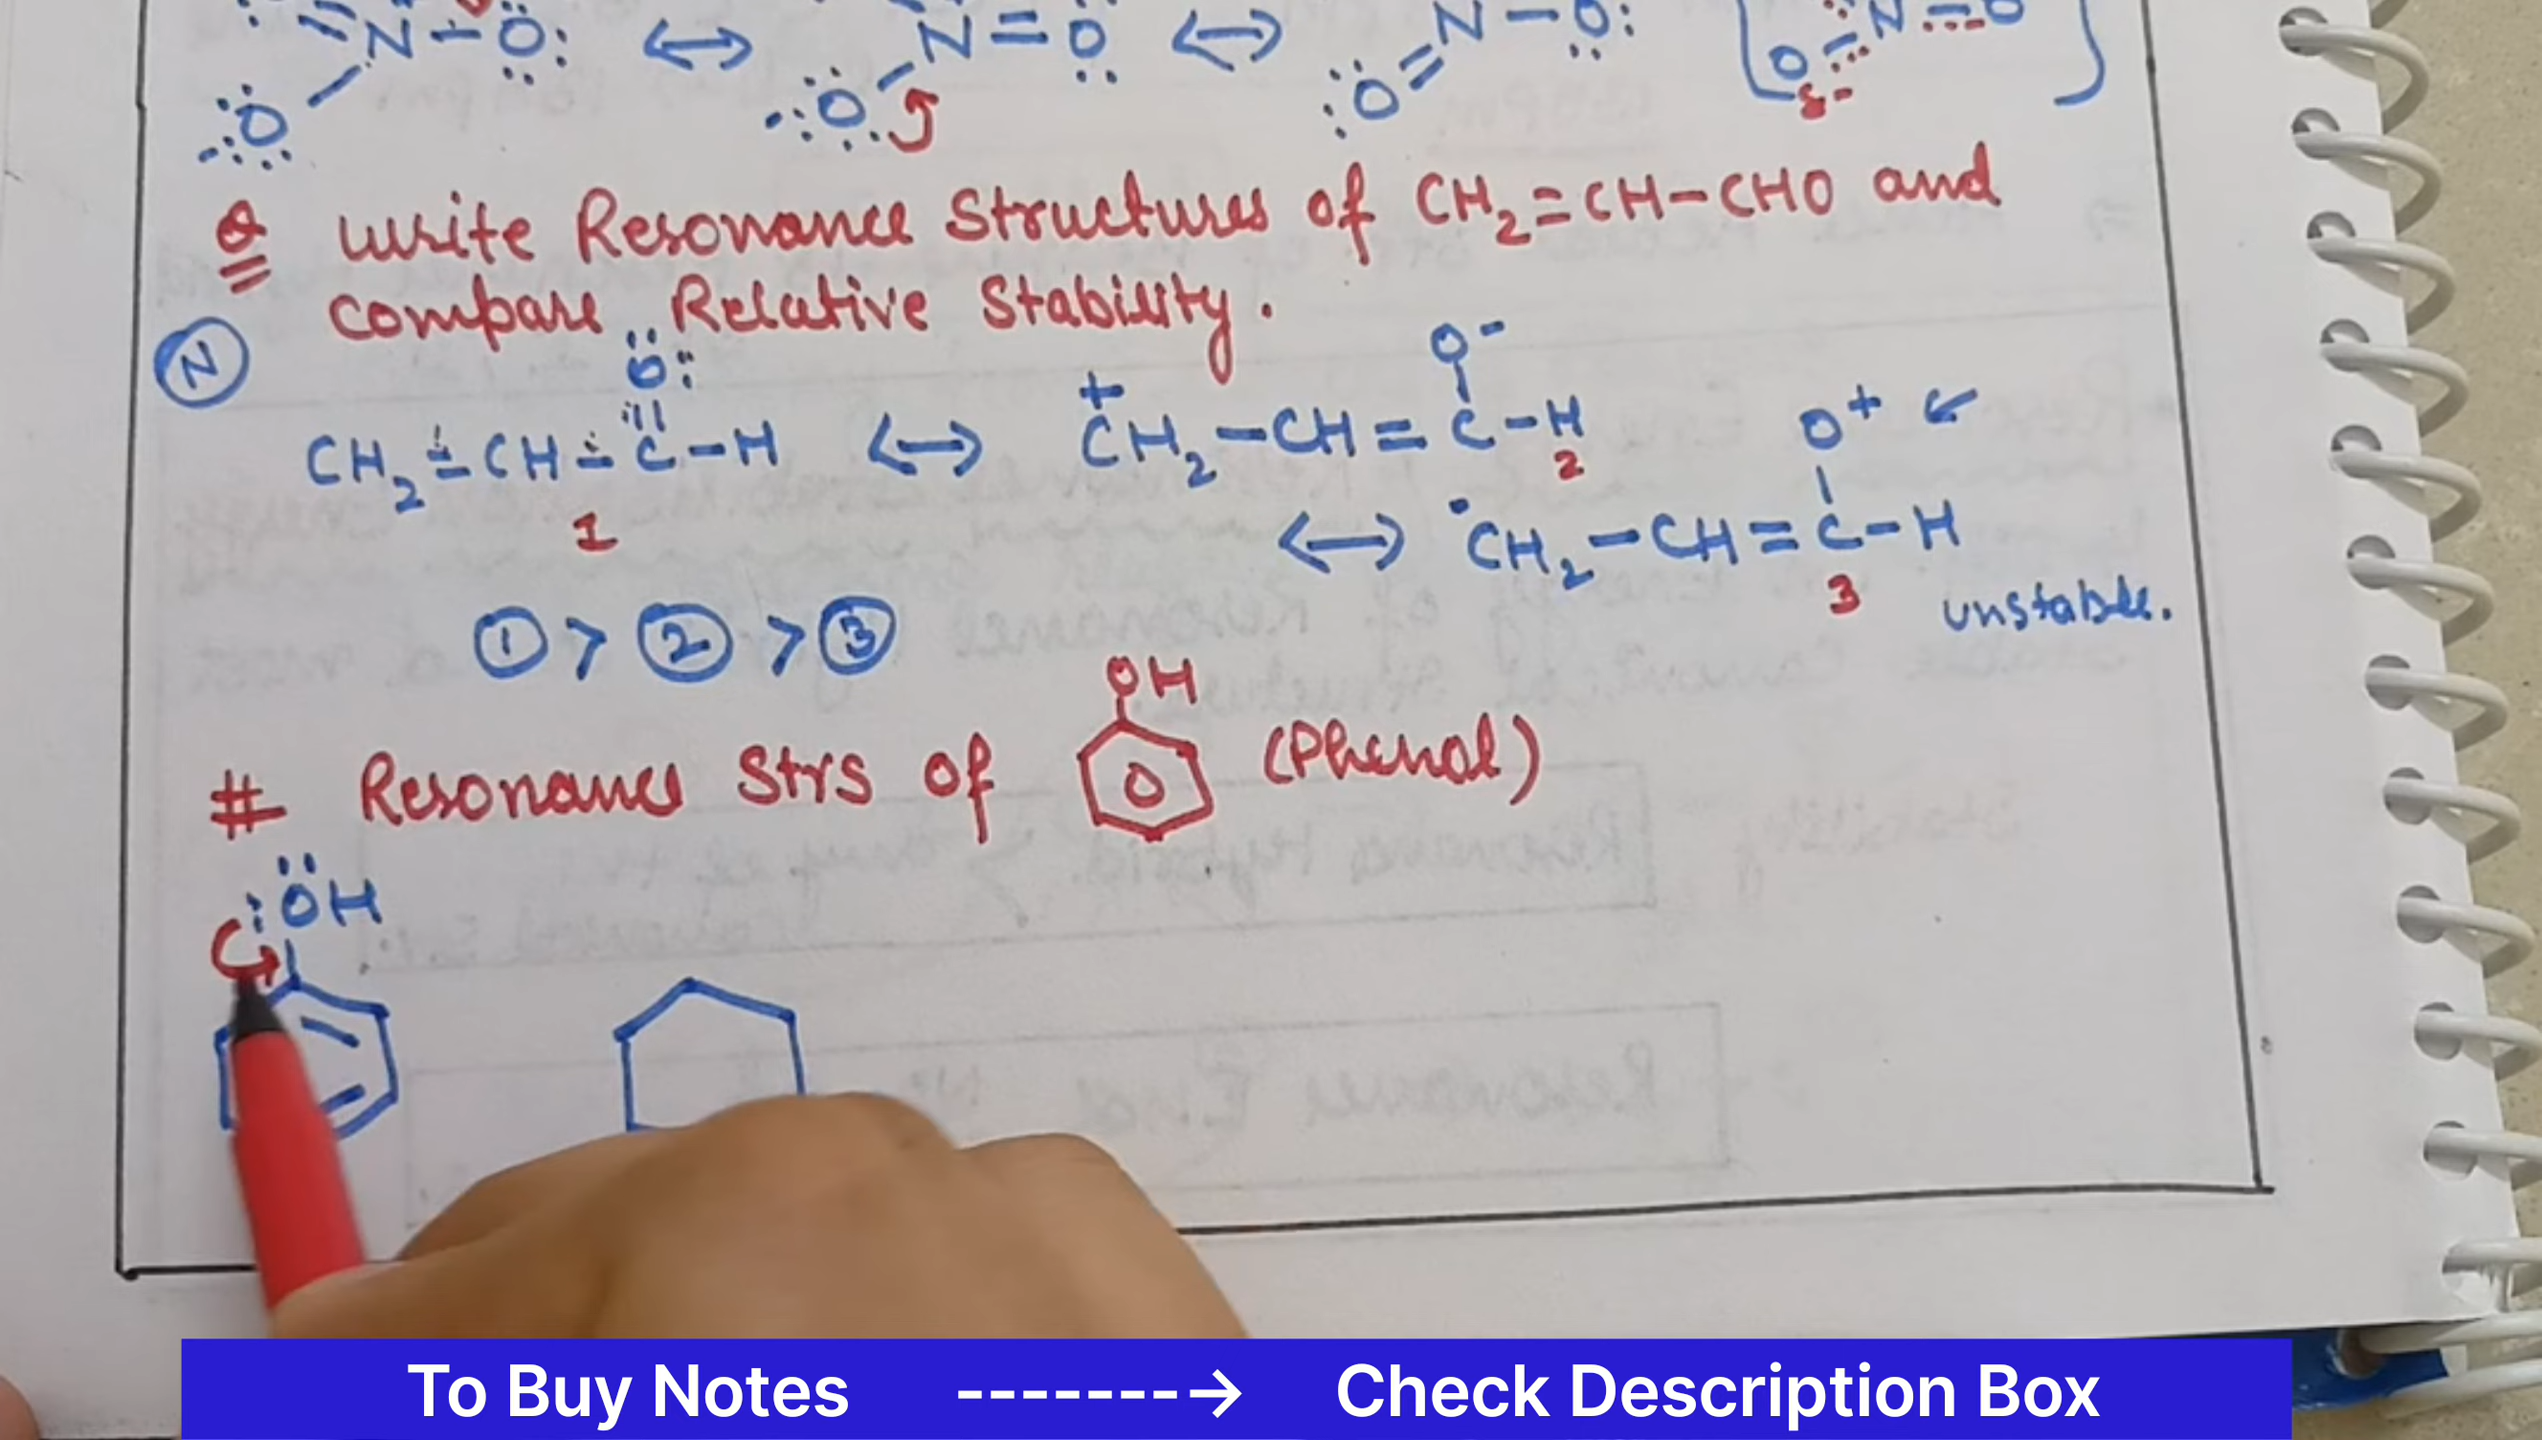 N - O: ↔ N = O ↔ N - O: N = O
:O :O: :O O δ-
Q Write Resonance Structures of CH2=CH-CHO and
compare Relative Stability.
N
O: O-
CH2=CH-C-H ↔ +CH2-CH=C-H O+
1 2
↔ CH2-CH=C-H
3 unstable.
① > ② > ③
OH
# Resonance Strs of (Phenol)
:OH
To Buy Notes -------→ Check Description Box